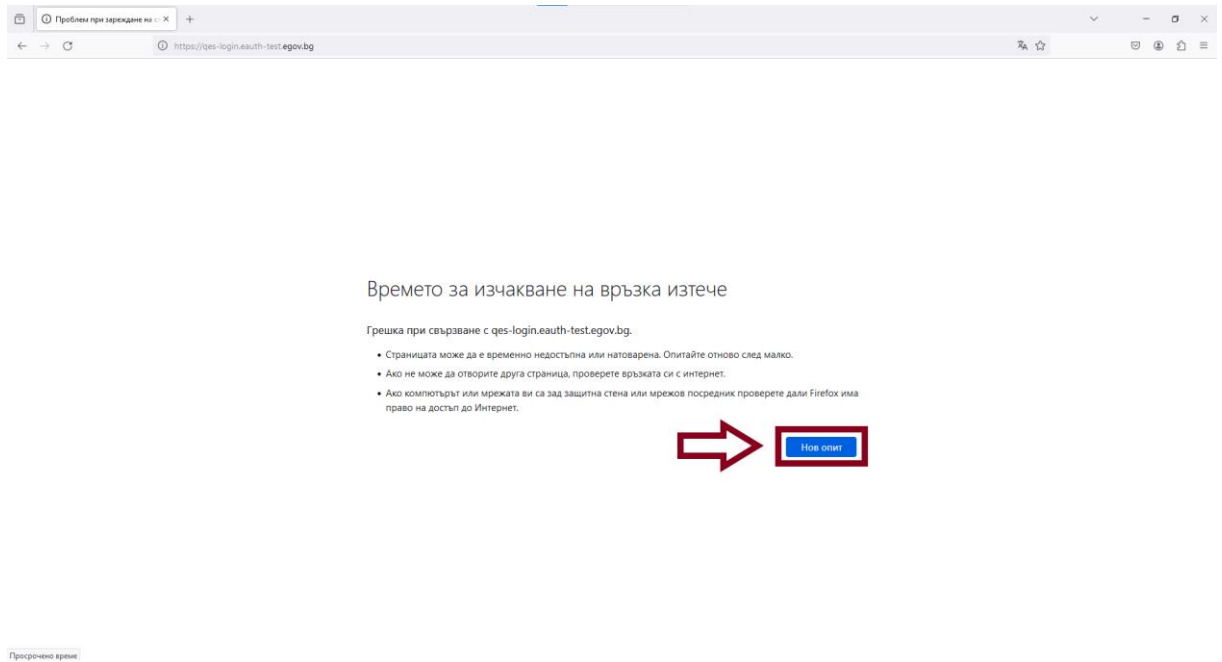 Проблем при зареждане на ст
https://qes-login.eauth-test.egov.bg
Времето за изчакване на връзка изтече
Грешка при свързване с qes-login.eauth-test.egov.bg.
• Страницата може да е временно недостъпна или натоварена. Опитайте отново след малко.
• Ако не може да отворите друга страница, проверете връзката си с интернет.
• Ако компютърът или мрежата ви са зад защитна стена или мрежов посредник проверете дали Firefox има
право на достъп до Интернет.
Нов опит
Просрочено време